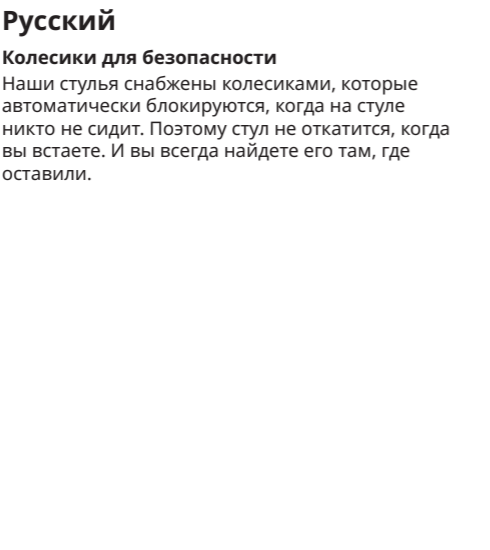 Русский
Колесики для безопасности
Наши стулья снабжены колесиками, которые
автоматически блокируются, когда на стуле
никто не сидит. Поэтому стул не откатится, когда
вы встаете. И вы всегда найдете его там, где
оставили.